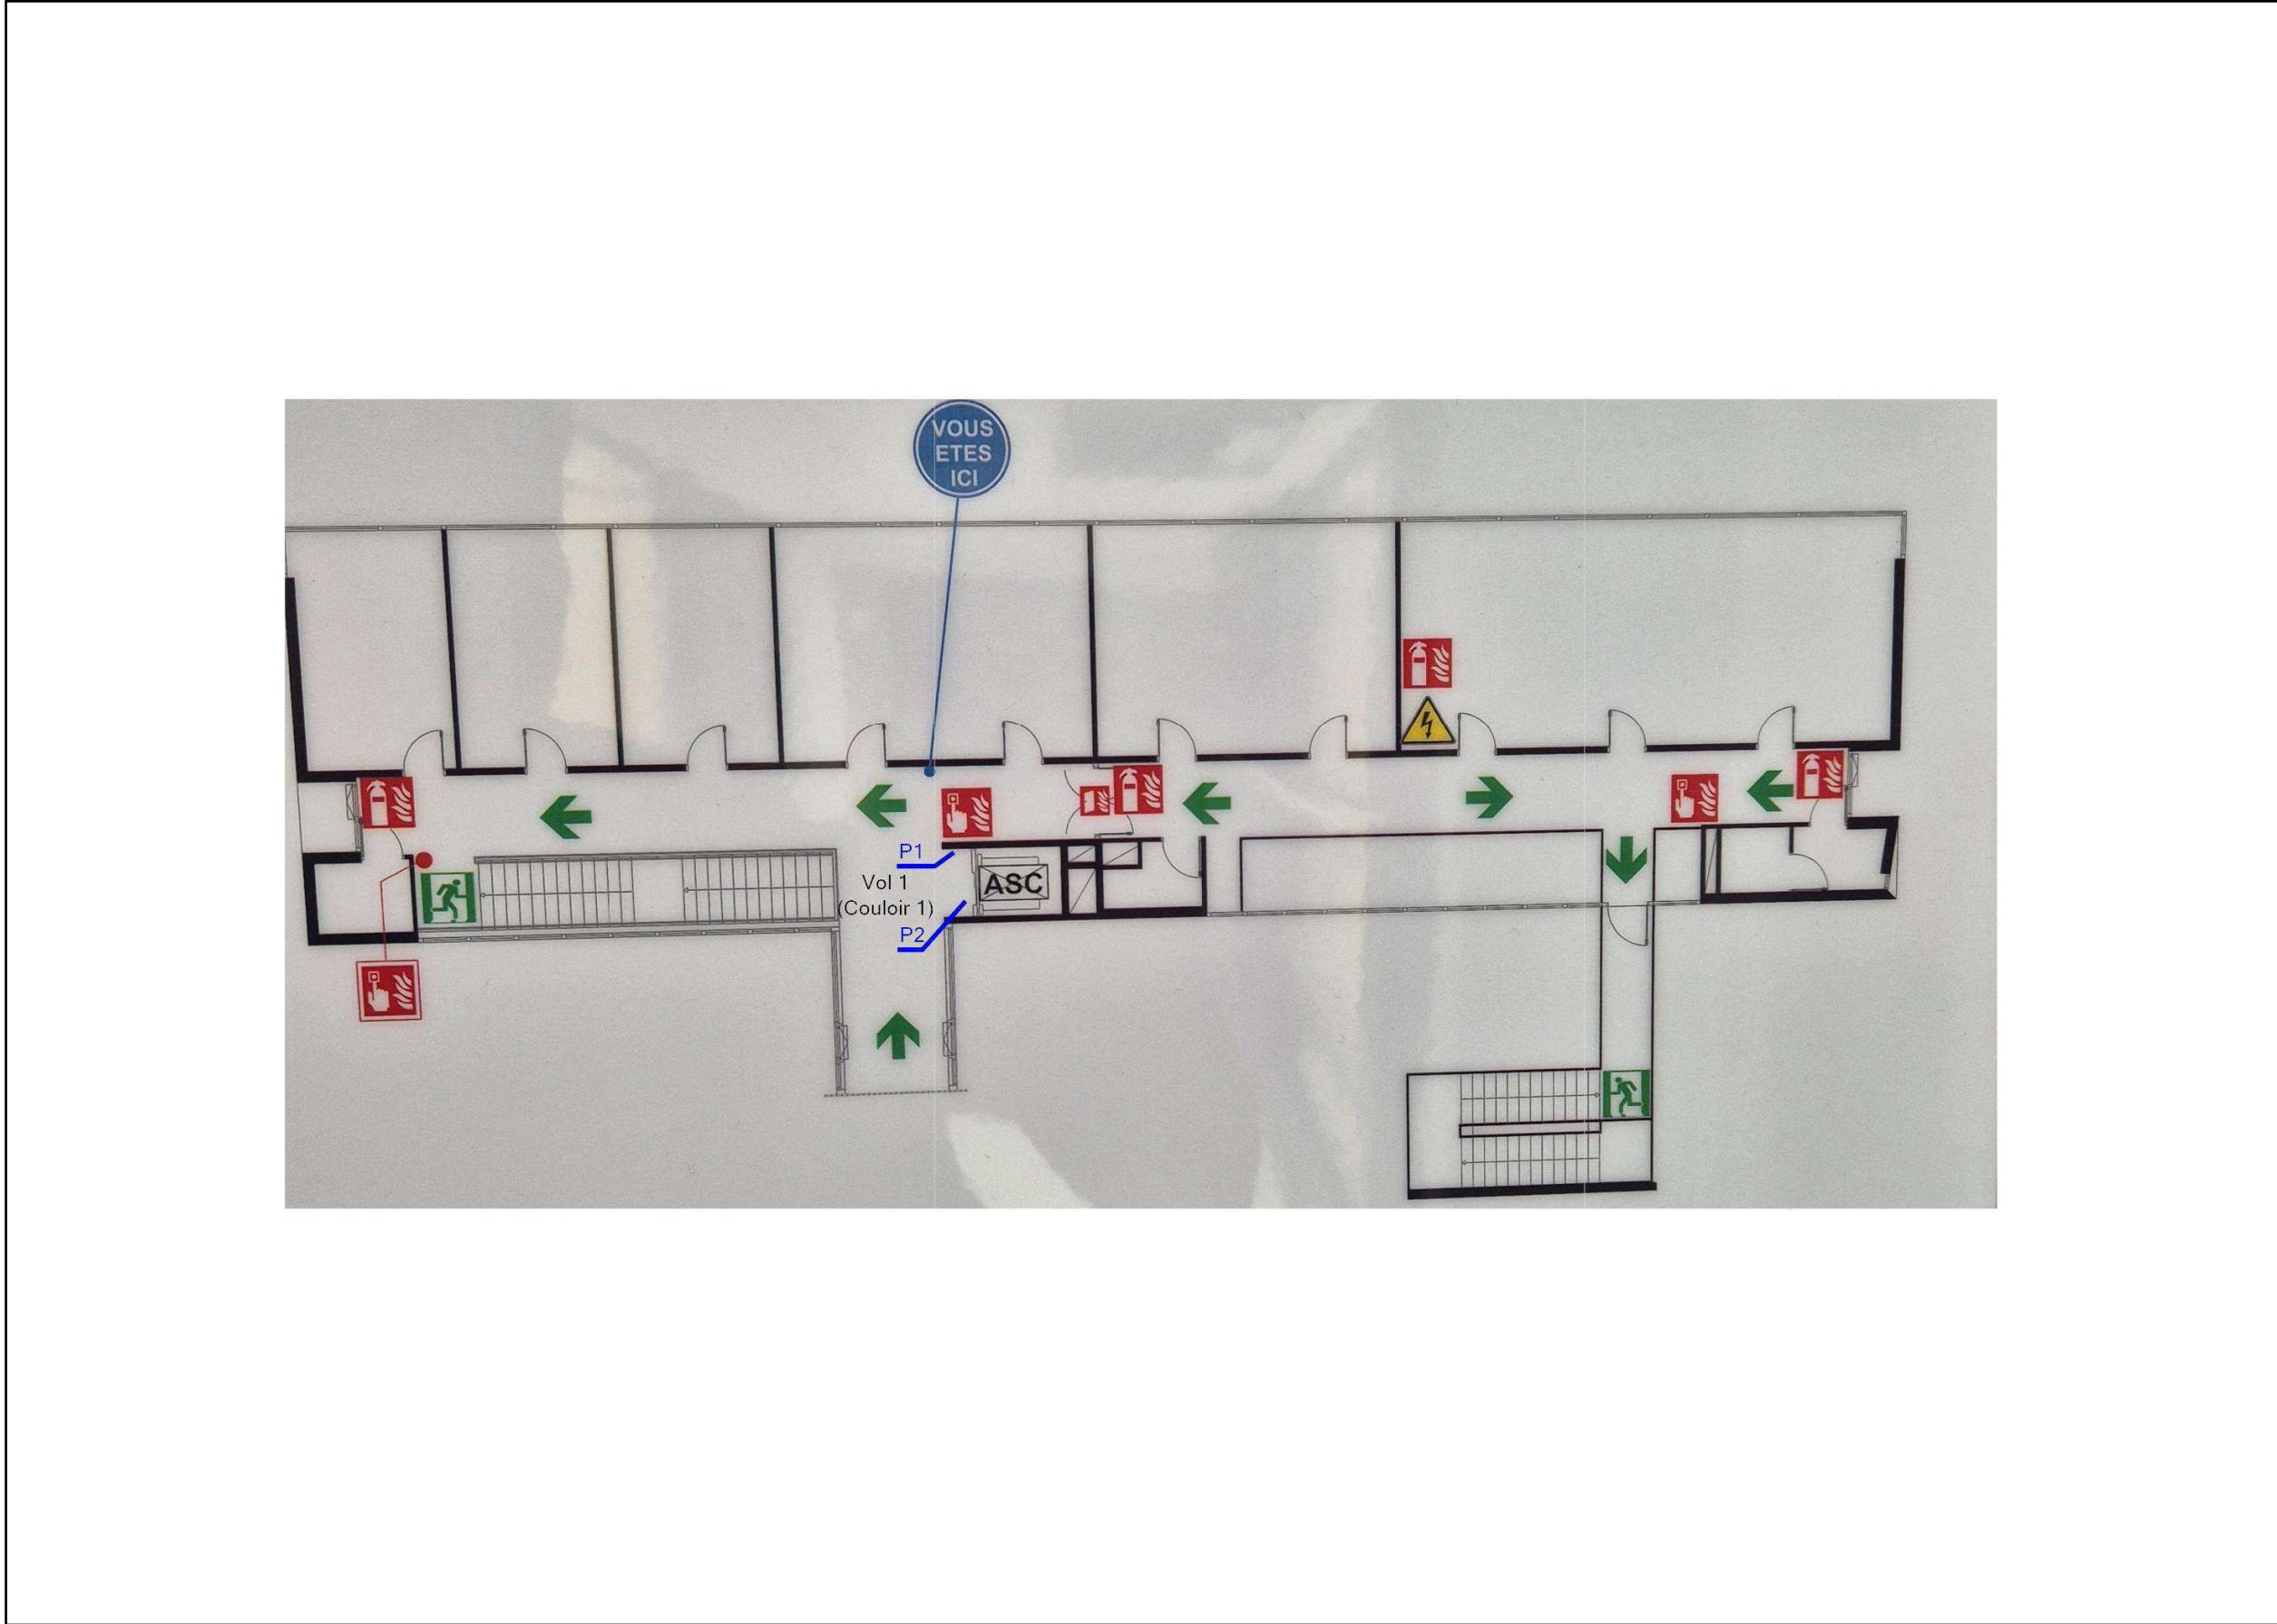 VOUS
ETES
ICI
P1
Vol 1
(Couloir 1)
P2
ASC